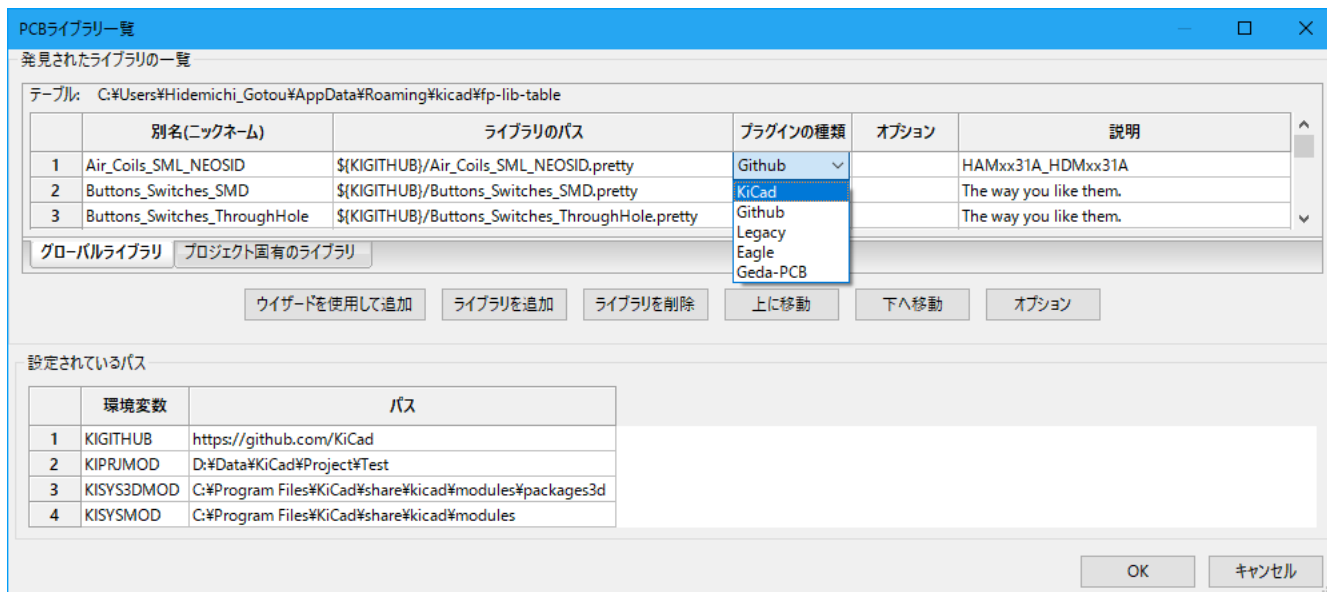 PCBライブラリ一覧
発見されたライブラリの一覧
テーブル: C:¥Users¥Hidemichi_Gotou¥AppData¥Roaming¥kicad¥fp-lib-table
別名(ニックネーム) ライブラリのパス プラグインの種類 オプション 説明
1 Air_Coils_SML_NEOSID ${KIGITHUB}/Air_Coils_SML_NEOSID.pretty Github HAMxx31A_HDMxx31A
2 Buttons_Switches_SMD ${KIGITHUB}/Buttons_Switches_SMD.pretty KiCad The way you like them.
3 Buttons_Switches_ThroughHole ${KIGITHUB}/Buttons_Switches_ThroughHole.pretty Github The way you like them.
Legacy
グローバルライブラリ プロジェクト固有のライブラリ Eagle
Geda-PCB
ウイザードを使用して追加 ライブラリを追加 ライブラリを削除 上に移動 下へ移動 オプション
設定されているパス
環境変数 パス
1 KIGITHUB https://github.com/KiCad
2 KIPRJMOD D:¥Data¥KiCad¥Project¥Test
3 KISYS3DMOD C:¥Program Files¥KiCad¥share¥kicad¥modules¥packages3d
4 KISYSMOD C:¥Program Files¥KiCad¥share¥kicad¥modules
OK キャンセル